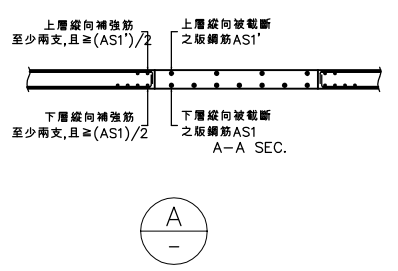 上層縱向補強筋
至少兩支,且≧(AS1')/2
上層縱向被截斷
之版鋼筋AS1'
下層縱向補強筋
至少兩支,且≧(AS1)/2
下層縱向被截斷
之版鋼筋AS1
A-A SEC.
A
-